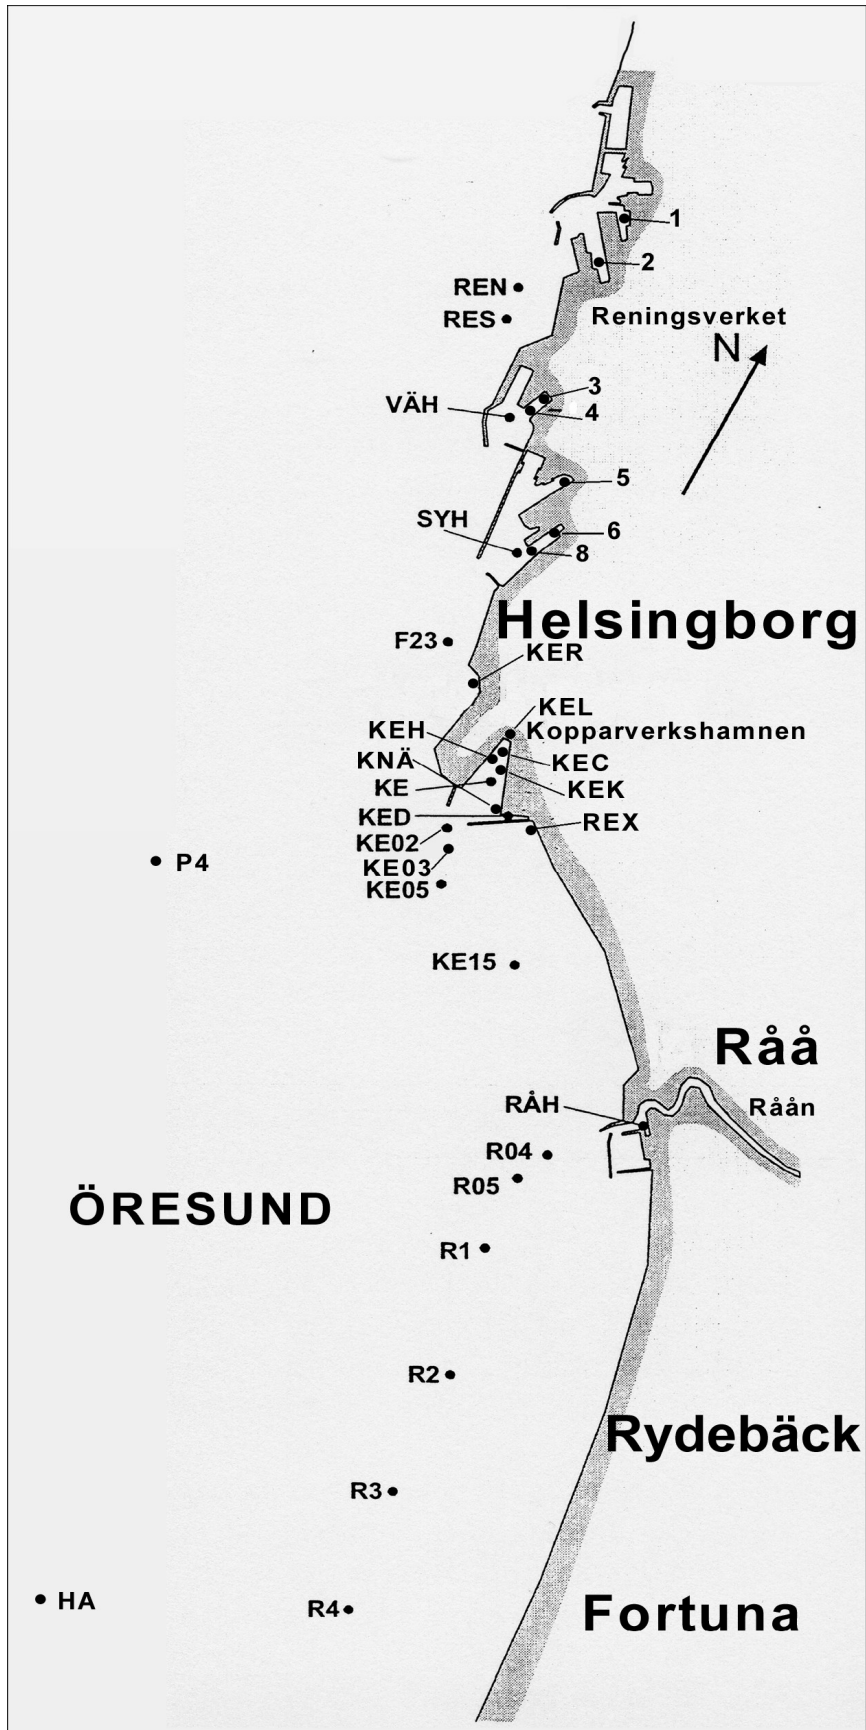 1
2
REN
RES
Reningsverket
N
3
VÄH
4
5
SYH
6
8
Helsingborg
F23
KER
KEL
KEH
Kopparverkshamnen
KNÄ
KEC
KE
KEK
KED
REX
KE02
P4
KE03
KE05
KE15
Råå
RÅH
Råån
R04
R05
ÖRESUND
R1
R2
Rydebäck
R3
HA
R4
Fortuna